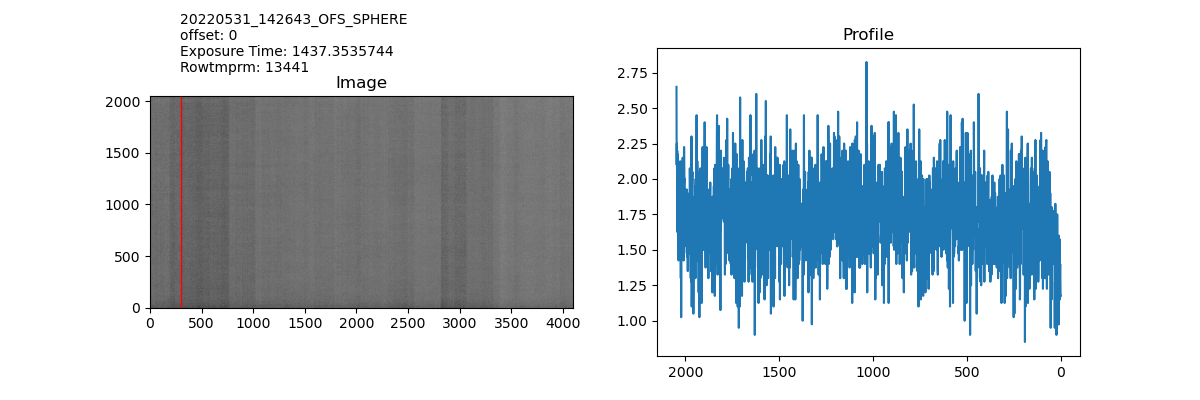 20220531_142643_OFS_SPHERE
offset: 0
Exposure Time: 1437.3535744
Rowtmprm: 13441
Image
2000
1500
1000
500
0
0 500 1000 1500 2000 2500 3000 3500 4000
Profile
2.75
2.50
2.25
2.00
1.75
1.50
1.25
1.00
2000 1500 1000 500 0